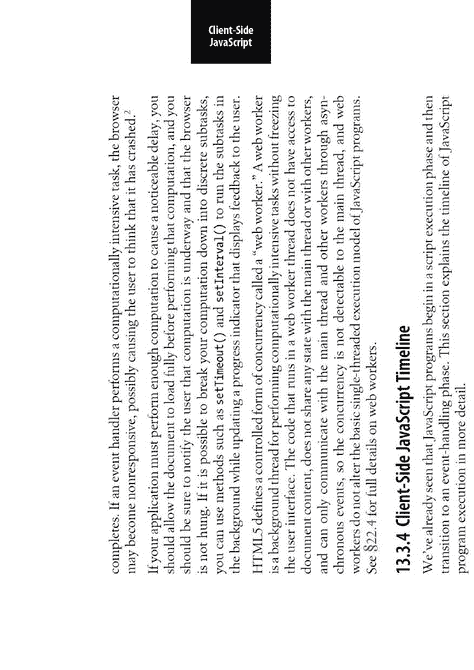 Client-Side
JavaScript
completes. If an event handler performs a computationally intensive task, the browser
may become nonresponsive, possibly causing the user to think that it has crashed.2
If your application must perform enough computation to cause a noticeable delay, you
should allow the document to load fully before performing that computation, and you
should be sure to notify the user that computation is underway and that the browser
is not hung. If it is possible to break your computation down into discrete subtasks,
you can use methods such as setTimeout() and setInterval() to run the subtasks in
the background while updating a progress indicator that displays feedback to the user.
HTML5 defines a controlled form of concurrency called a "web worker." A web worker
is a background thread for performing computationally intensive tasks without freezing
the user interface. The code that runs in a web worker thread does not have access to
document content, does not share any state with the main thread or with other workers,
and can only communicate with the main thread and other workers through asyn-
chronous events, so the concurrency is not detectable to the main thread, and web
workers do not alter the basic single-threaded execution model of JavaScript programs.
See §22.4 for full details on web workers.
13.3.4 Client-Side JavaScript Timeline
We've already seen that JavaScript programs begin in a script execution phase and then
transition to an event-handling phase. This section explains the timeline of JavaScript
program execution in more detail.